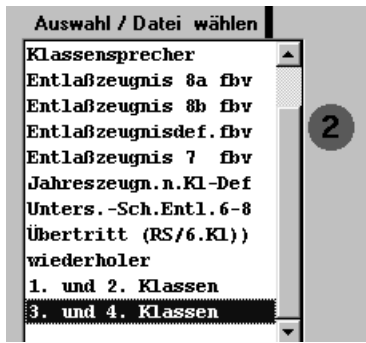 Auswahl / Datei wählen
Klassensprecher
Entlaßzeugnis 8a fbv
Entlaßzeugnis 8b fbv
Entlaßzeugnisdef.fbv
Entlaßzeugnis 7 fbv
Jahreszeugn.n.Kl-Def
Unters.-Sch.Entl.6-8
Übertritt (RS/6.Kl))
wiederholer
1. und 2. Klassen
3. und 4. Klassen
2